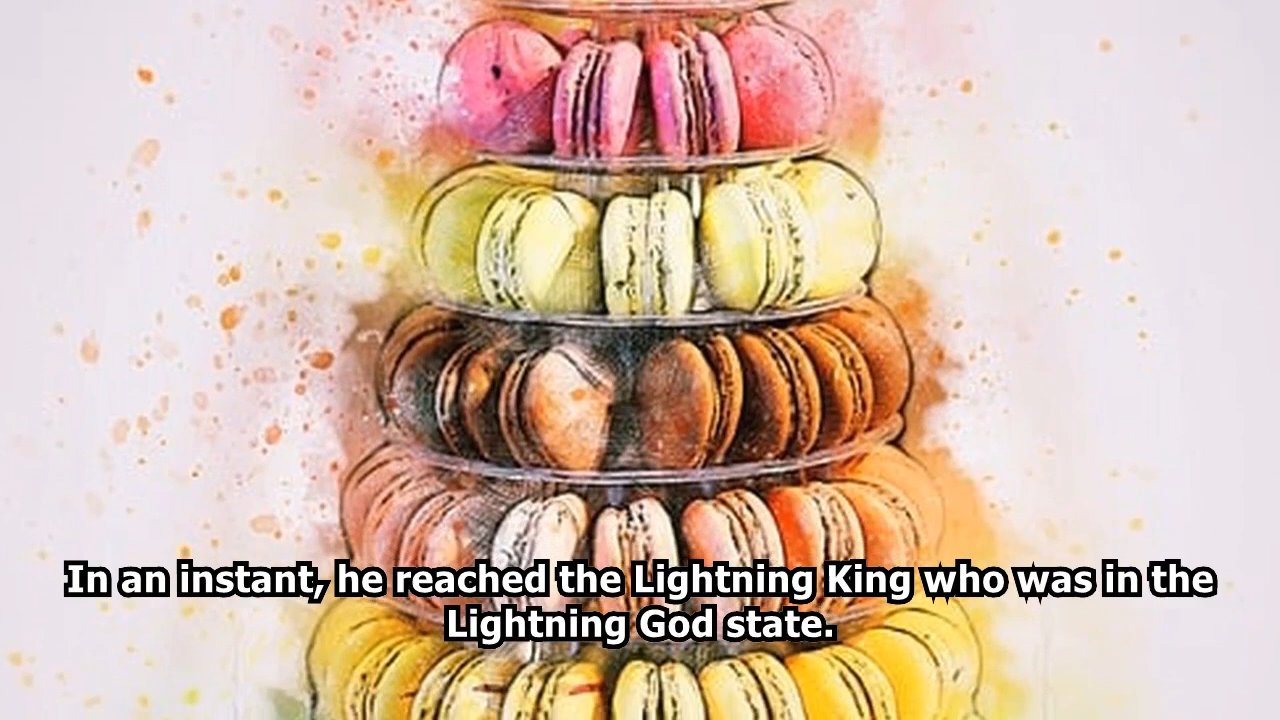 In an instant, he reached the Lightning King who was in the
Lightning God state.